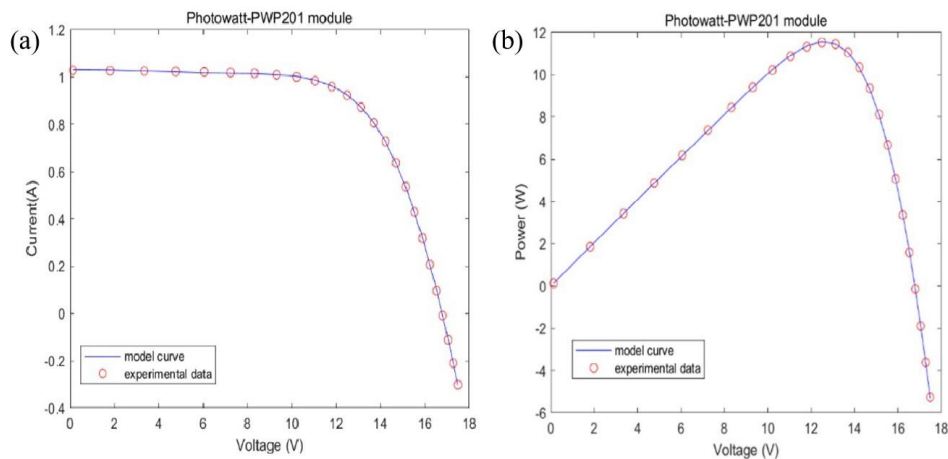 (a)
Photowatt-PWP201 module
1.2
1
0.8
0.6
0.4
0.2
0
-0.2
-0.4
Current(A)
model curve
experimental data
0 2 4 6 8 10 12 14 16 18
Voltage (V)
(b)
Photowatt-PWP201 module
12
10
8
6
4
2
0
-2
-4
-6
Power (W)
model curve
experimental data
0 2 4 6 8 10 12 14 16 18
Voltage (V)